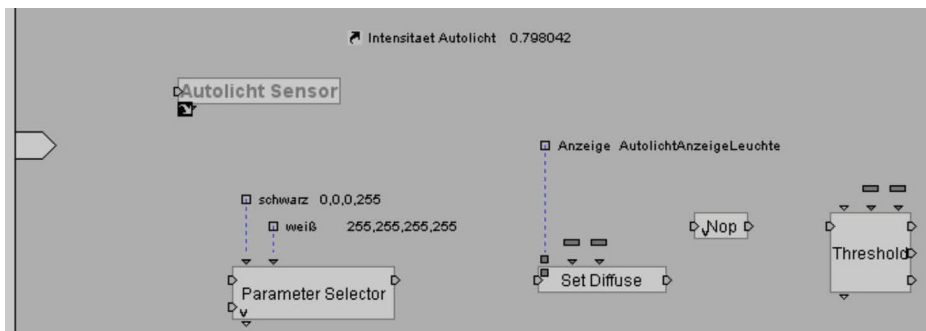 Intensitaet Autolicht 0.798042
Autolicht Sensor
Anzeige AutolichtAnzeigeLeuchte
schwarz 0,0,0,255
weiß 255,255,255,255
Nop
Threshold
Set Diffuse
Parameter Selector